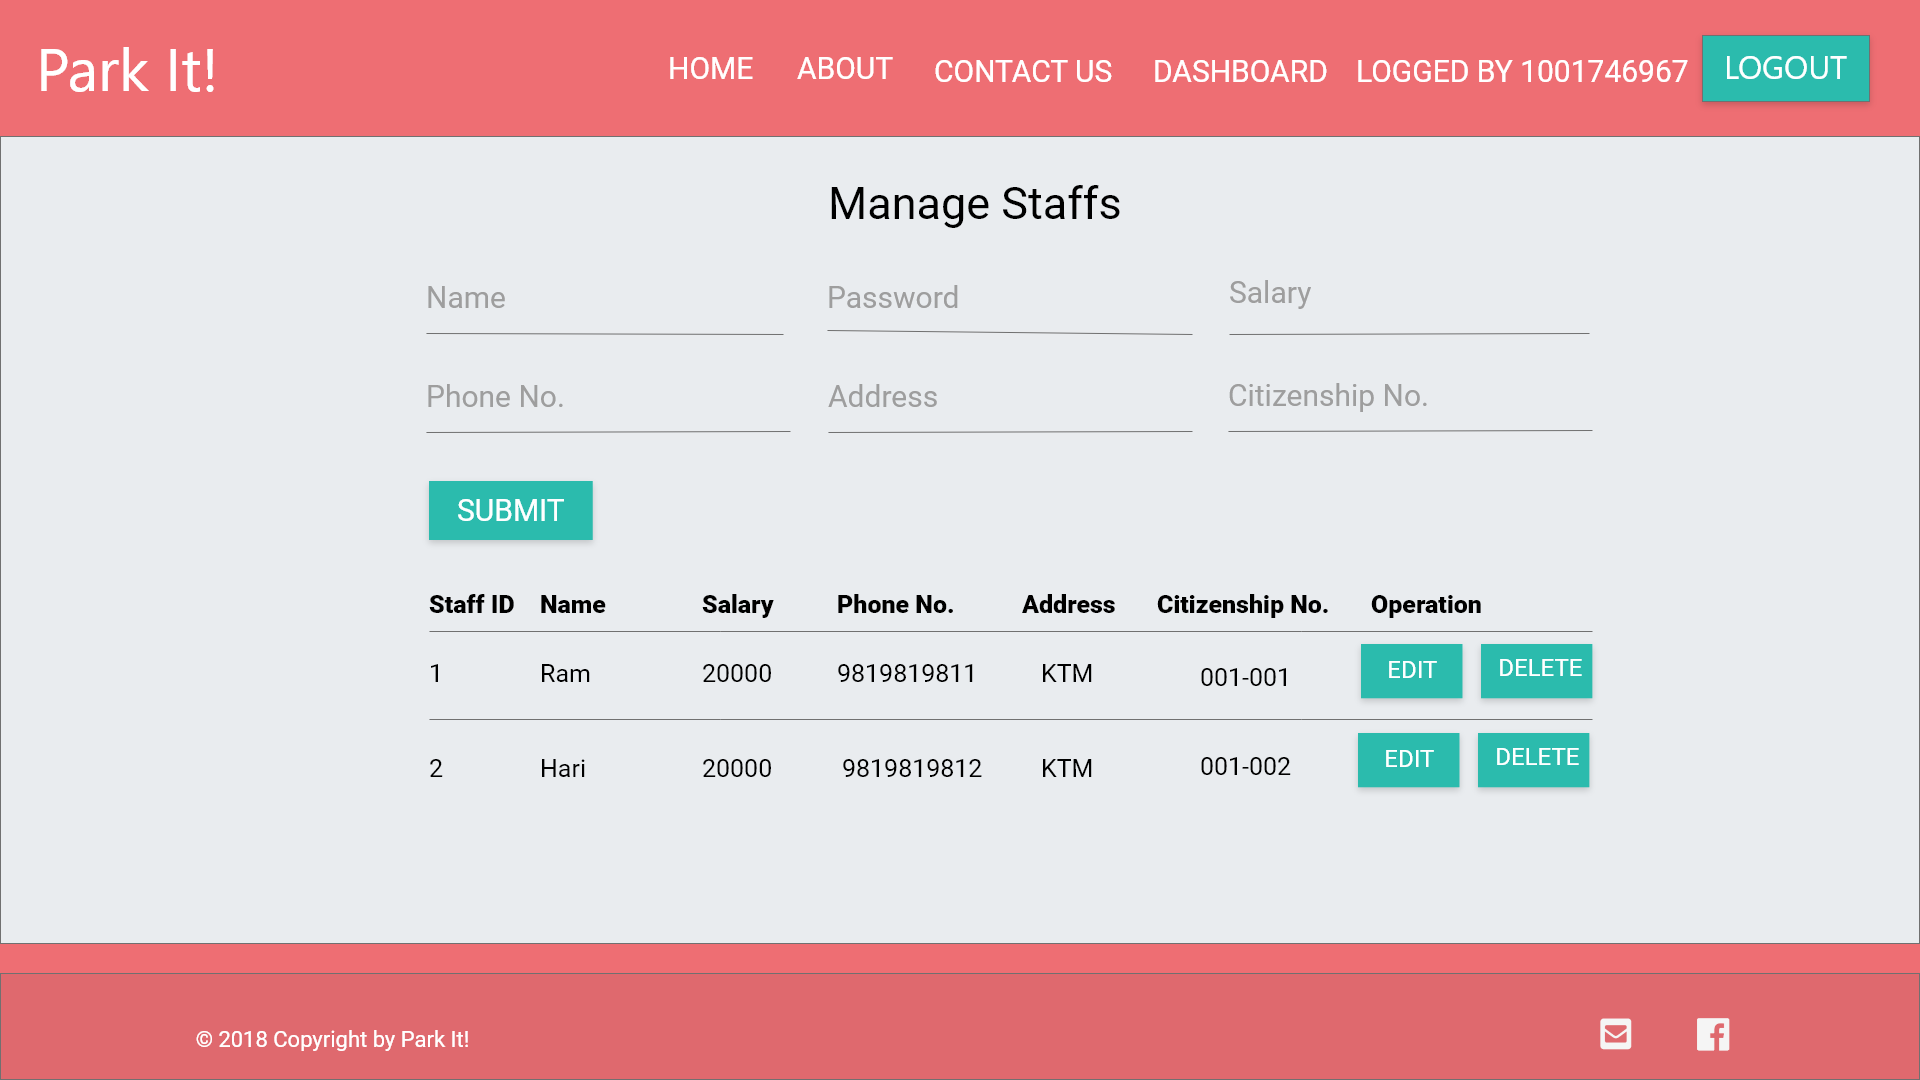 Park It! HOME ABOUT CONTACT US DASHBOARD LOGGED BY 1001746967 LOGOUT
Manage Staffs
Name Password Salary
Phone No. Address Citizenship No.
SUBMIT
Staff ID Name Salary Phone No. Address Citizenship No. Operation
1 Ram 20000 9819819811 KTM 001-001 EDIT DELETE
2 Hari 20000 9819819812 KTM 001-002 EDIT DELETE
© 2018 Copyright by Park It!